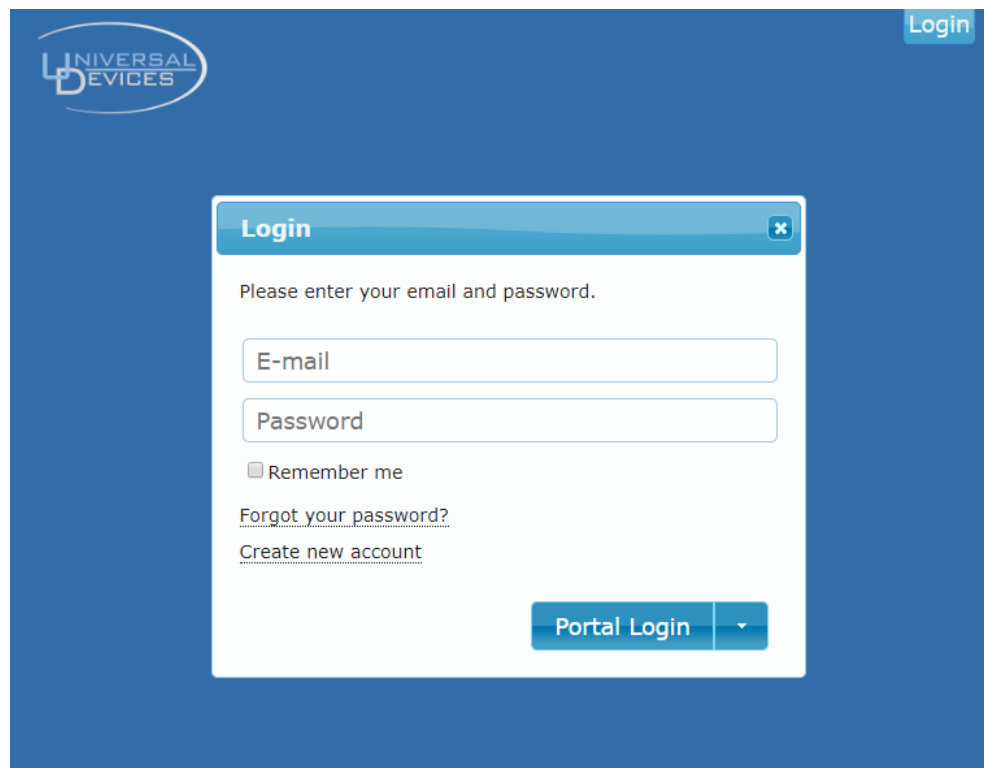 Login
UNIVERSAL
DEVICES
Login
Please enter your email and password.
E-mail
Password
Remember me
Forgot your password?
Create new account
Portal Login